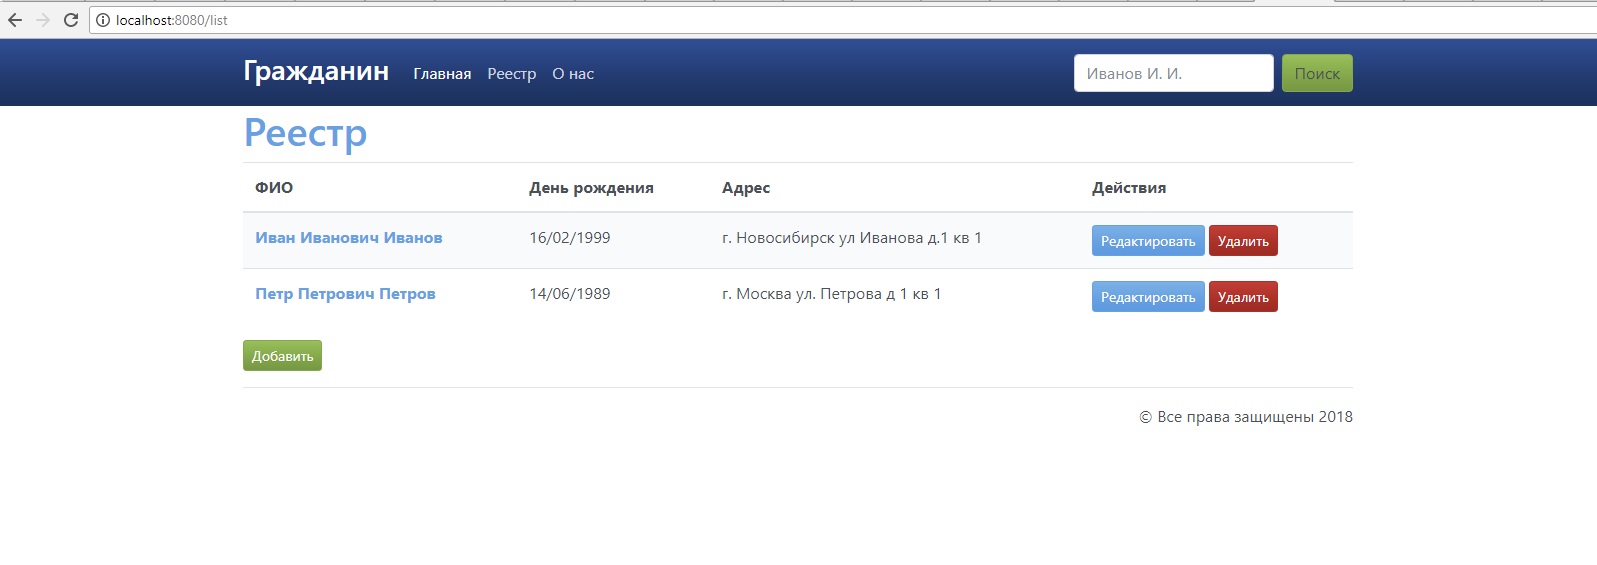 localhost:8080/list
Гражданин Главная Реестр О нас Иванов И. И. Поиск
Реестр
ФИО День рождения Адрес Действия
Иван Иванович Иванов 16/02/1999 г. Новосибирск ул Иванова д.1 кв 1 Редактировать Удалить
Петр Петрович Петров 14/06/1989 г. Москва ул. Петрова д 1 кв 1 Редактировать Удалить
Добавить
© Все права защищены 2018